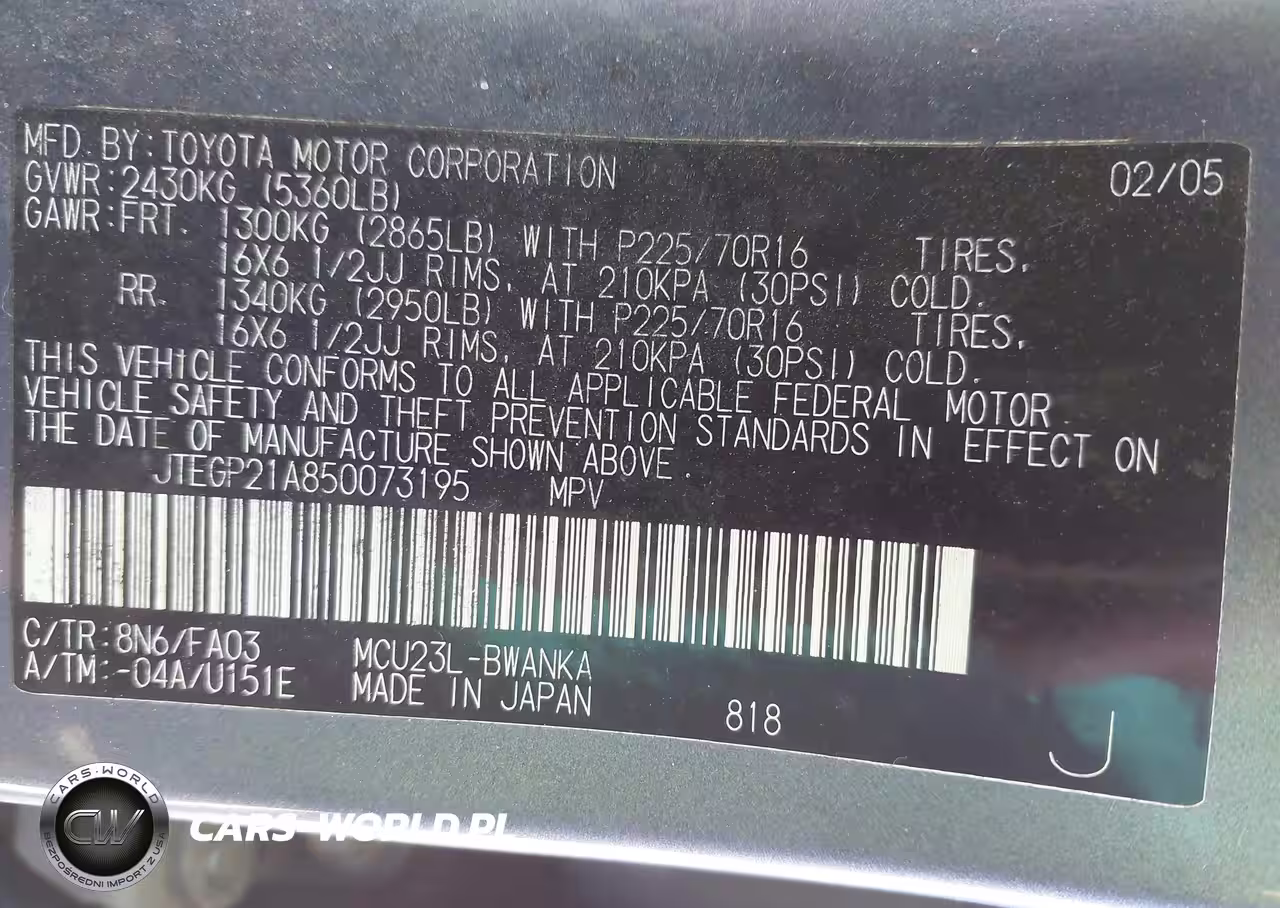 MFD. BY: TOYOTA MOTOR CORPORATION 02/05
GVWR: 2430KG (5360LB)
GAWR: FRT. 1300KG (2865LB) WITH P225/70R16 TIRES,
16X6 1/2JJ RIMS, AT 210KPA (30PSI) COLD.
RR. 1340KG (2950LB) WITH P225/70R16 TIRES,
16X6 1/2JJ RIMS, AT 210KPA (30PSI) COLD.
THIS VEHICLE CONFORMS TO ALL APPLICABLE FEDERAL MOTOR
VEHICLE SAFETY AND THEFT PREVENTION STANDARDS IN EFFECT ON
THE DATE OF MANUFACTURE SHOWN ABOVE.
JTEGP21A850073195 MPV
C/TR: 8N6/FA03 MCU23L-BWANKA
A/TM: -04A/U151E MADE IN JAPAN
818
J
CARS-WORLD
CW
BEZPOŚREDNI IMPORT Z USA
CARS-WORLD.PL